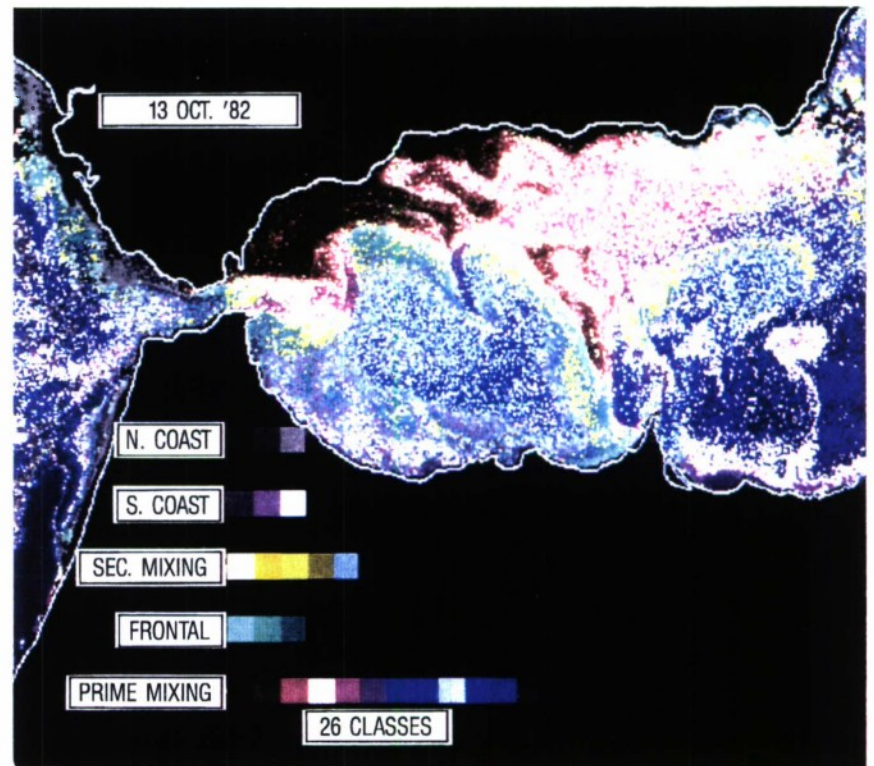 13 OCT. '82
N. COAST
S. COAST
SEC. MIXING
FRONTAL
PRIME MIXING
26 CLASSES